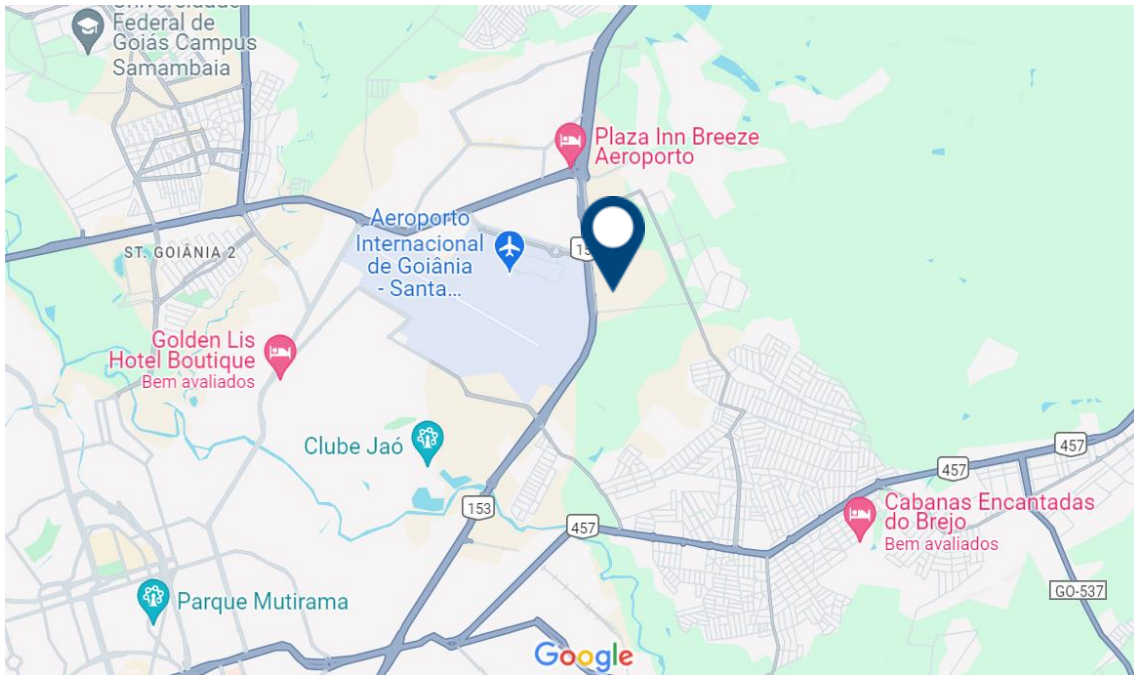 Universidade
Federal de
Goiás Campus
Samambaia
Plaza Inn Breeze
Aeroporto
Aeroporto
Internacional
de Goiânia
- Santa...
ST. GOIÂNIA 2
Golden Lis
Hotel Boutique
Bem avaliados
Clube Jaó
153
457
457
457
Cabanas Encantadas
do Brejo
Bem avaliados
GO-537
Parque Mutirama
Google